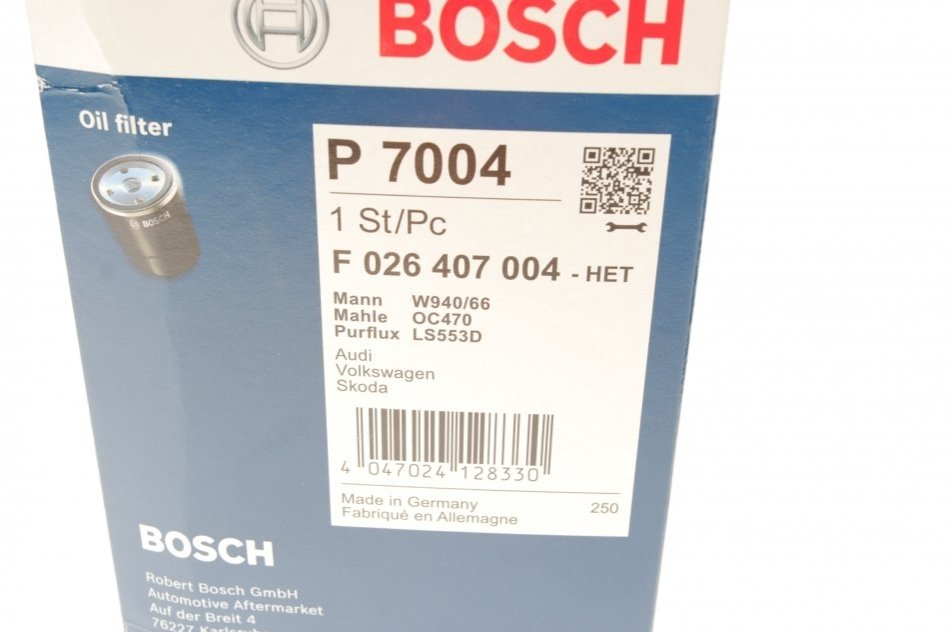 BOSCH
Oil filter
BOSCH
P 7004
1 St/Pc
F 026 407 004 - HET
Mann W940/66
Mahle OC470
Purflux LS553D
Audi
Volkswagen
Skoda
4 047024 128330
Made in Germany 250
Fabriqué en Allemagne
BOSCH
Robert Bosch GmbH
Automotive Aftermarket
Auf der Breit 4
76227